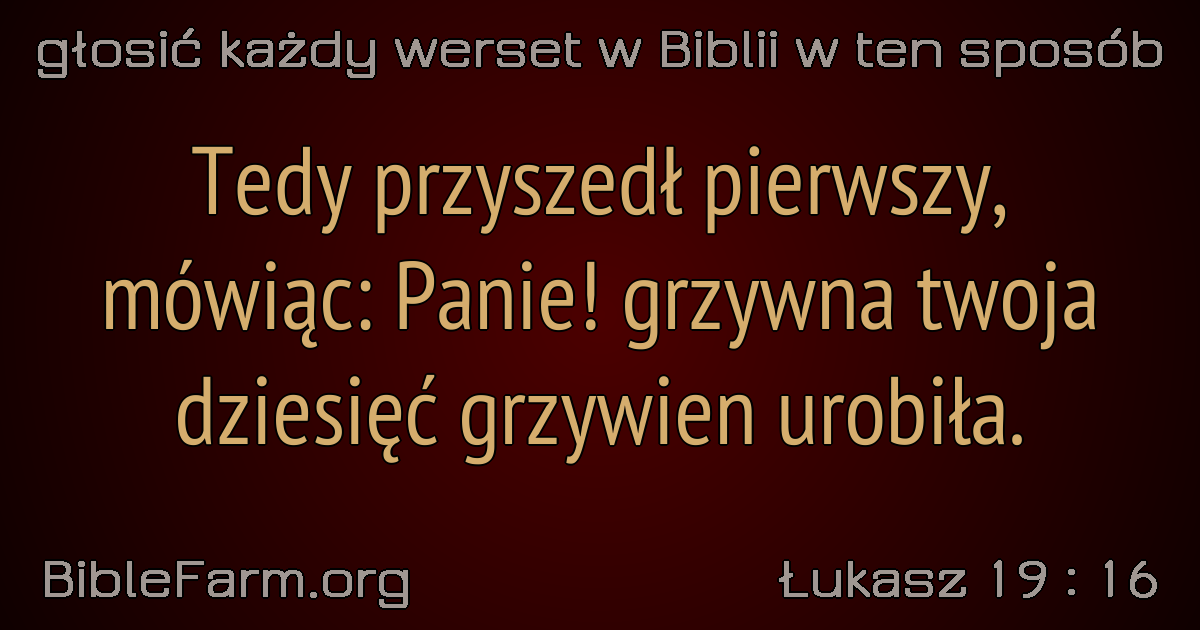 głosić każdy werset w Biblii w ten sposób
Tedy przyszedł pierwszy,
mówiąc: Panie! grzywna twoja
dziesięć grzywien urobiła.
BibleFarm.org
Łukasz 19 : 16